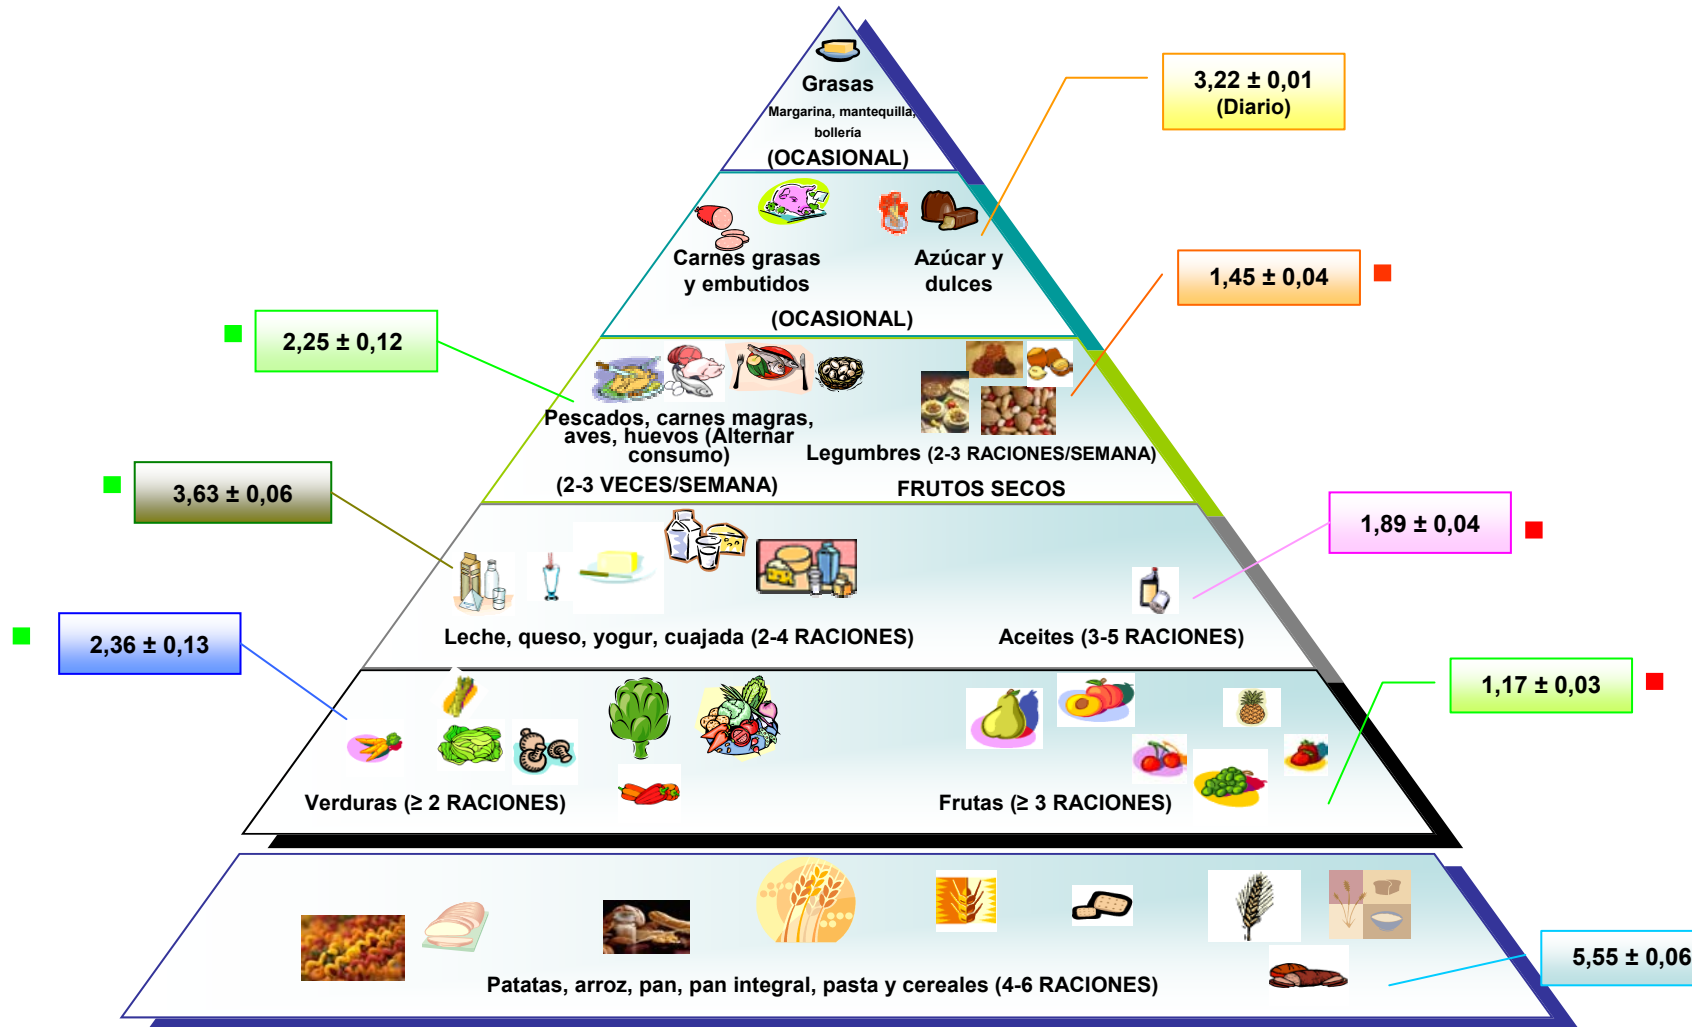 Grasas
Margarina, mantequilla,
bollería
(OCASIONAL)
3,22 ± 0,01
(Diario)
Carnes grasas
y embutidos
Azúcar y
dulces
(OCASIONAL)
1,45 ± 0,04
2,25 ± 0,12
Pescados, carnes magras,
aves, huevos (Alternar
consumo)
(2-3 VECES/SEMANA)
Legumbres (2-3 RACIONES/SEMANA)
FRUTOS SECOS
3,63 ± 0,06
1,89 ± 0,04
Leche, queso, yogur, cuajada (2-4 RACIONES)
Aceites (3-5 RACIONES)
2,36 ± 0,13
1,17 ± 0,03
Verduras (≥ 2 RACIONES)
Frutas (≥ 3 RACIONES)
5,55 ± 0,06
Patatas, arroz, pan, pan integral, pasta y cereales (4-6 RACIONES)